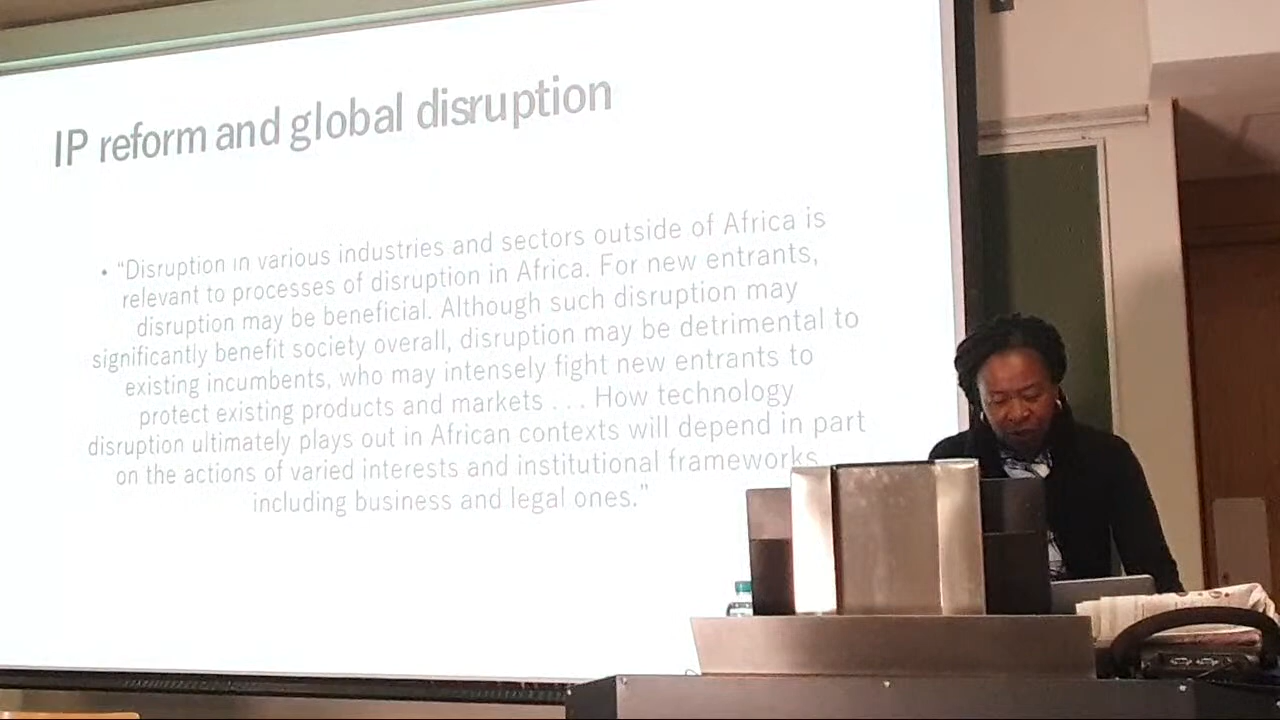 IP reform and global disruption
• “Disruption in various industries and sectors outside of Africa is
relevant to processes of disruption in Africa. For new entrants,
disruption may be beneficial. Although such disruption may
significantly benefit society overall, disruption may be detrimental to
existing incumbents, who may intensely fight new entrants to
protect existing products and markets . . . How technology
disruption ultimately plays out in African contexts will depend in part
on the actions of varied interests and institutional frameworks
including business and legal ones.”